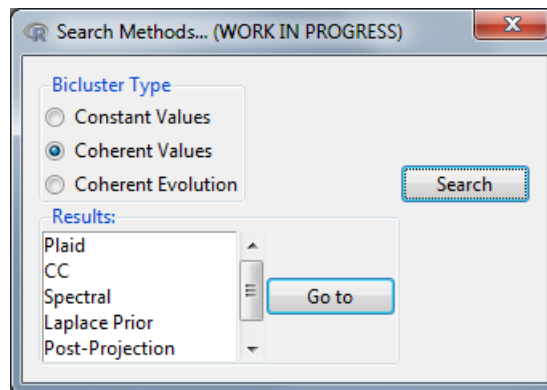 Search Methods... (WORK IN PROGRESS)
Bicluster Type
Constant Values
Coherent Values
Coherent Evolution
Search
Results:
Plaid
CC
Spectral
Laplace Prior
Post-Projection
Go to